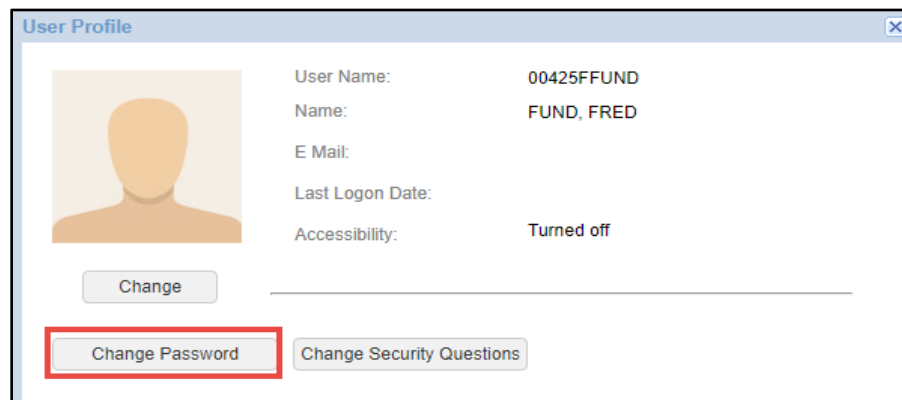 User Profile
User Name: 00425FFUND
Name: FUND, FRED
E Mail:
Last Logon Date:
Accessibility: Turned off
Change
Change Password Change Security Questions